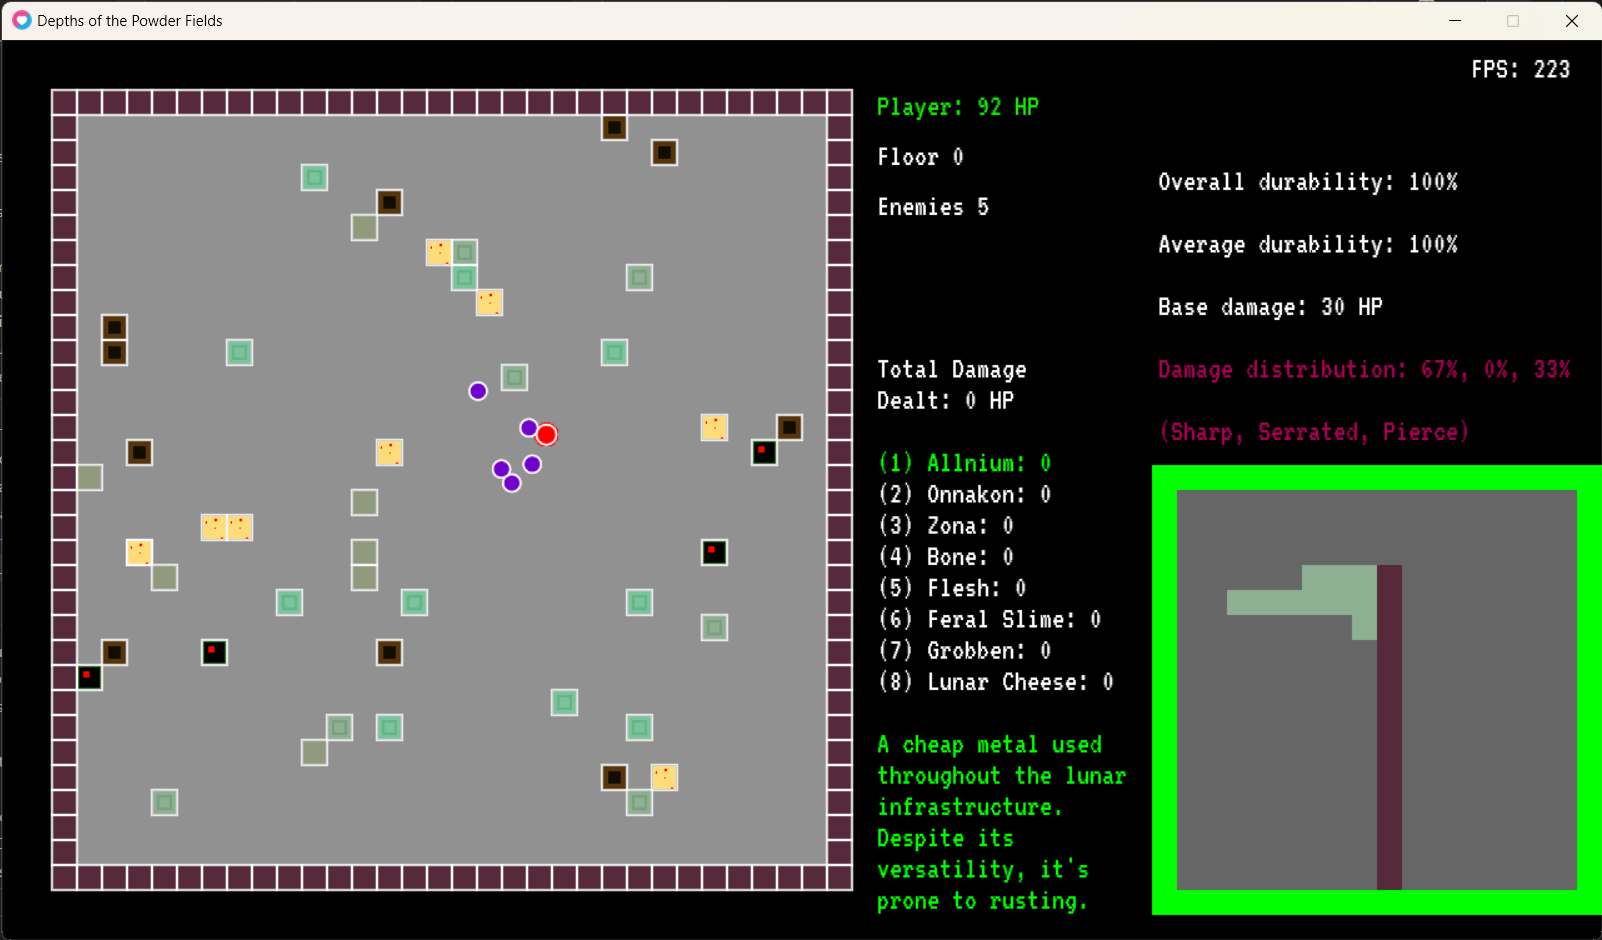 Depths of the Powder Fields
FPS: 223
Player: 92 HP
Floor 0
Enemies 5
Total Damage
Dealt: 0 HP
(1) Allnium: 0
(2) Onnakon: 0
(3) Zona: 0
(4) Bone: 0
(5) Flesh: 0
(6) Feral Slime: 0
(7) Grobben: 0
(8) Lunar Cheese: 0
A cheap metal used
throughout the lunar
infrastructure.
Despite its
versatility, it's
prone to rusting.
Overall durability: 100%
Average durability: 100%
Base damage: 30 HP
Damage distribution: 67%, 0%, 33%
(Sharp, Serrated, Pierce)